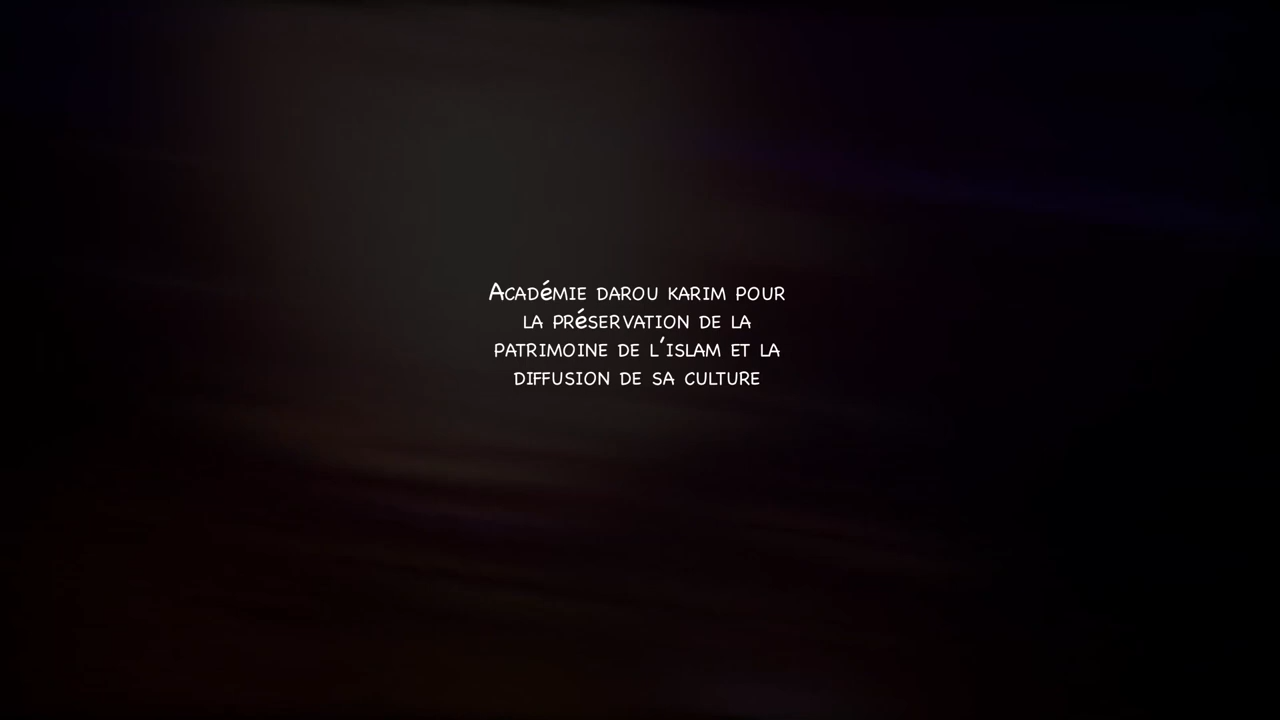 Académie darou karim pour
la préservation de la
patrimoine de l'islam et la
diffusion de sa culture